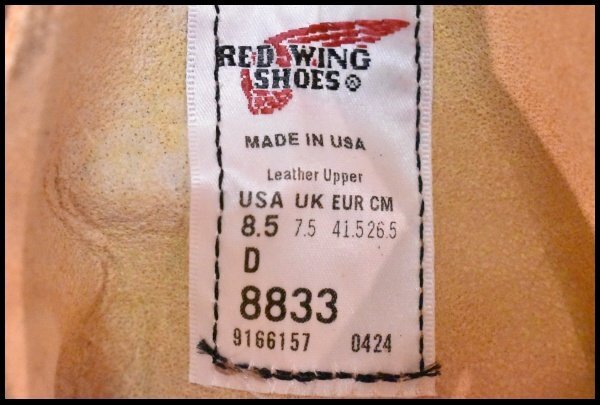 RED WING
SHOES®
MADE IN USA
Leather Upper
USA UK EUR CM
8.5 7.5 41.5 26.5
D
8833
9166157 0424